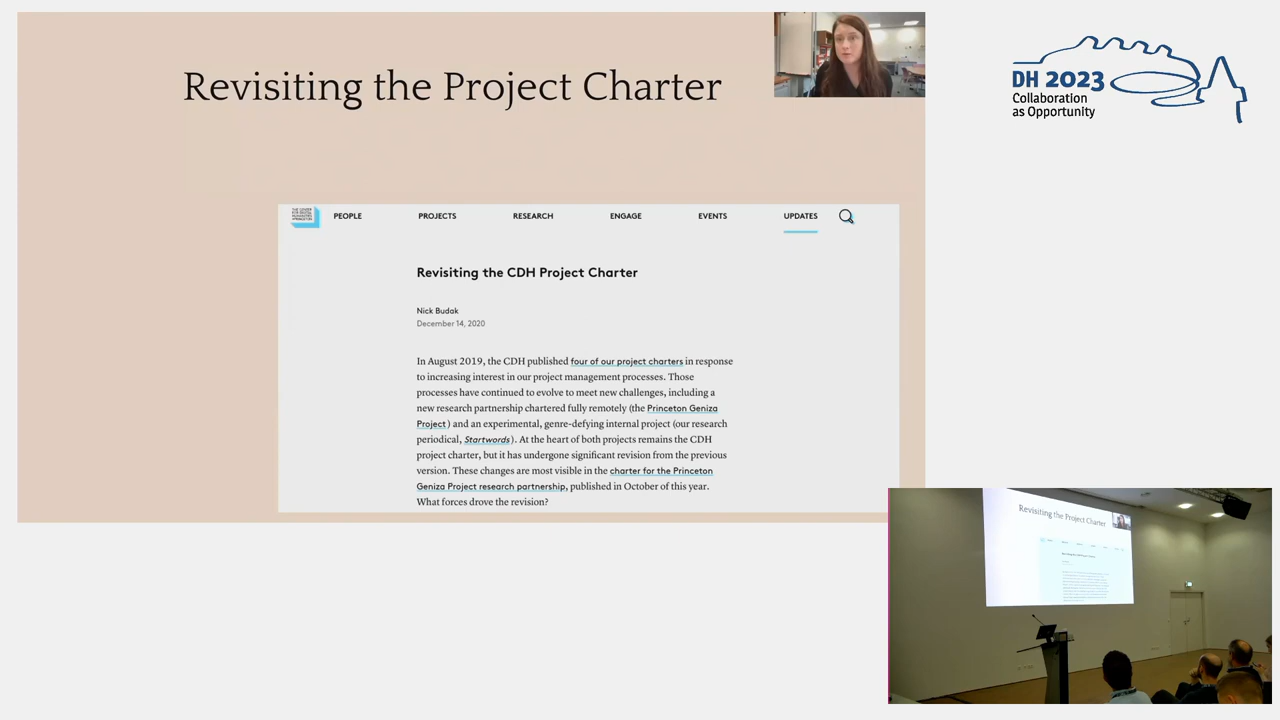 Revisiting the Project Charter
DH 2023
Collaboration
as Opportunity
PEOPLE PROJECTS RESEARCH ENGAGE EVENTS UPDATES
Revisiting the CDH Project Charter
Nick Budak
December 14, 2020
In August 2019, the CDH published four of our project charters in response
to increasing interest in our project management processes. Those
processes have continued to evolve to meet new challenges, including a
new research partnership chartered fully remotely (the Princeton Geniza
Project) and an experimental, genre-defying internal project (our research
periodical, Startwords). At the heart of both projects remains the CDH
project charter, but it has undergone significant revision from the previous
version. These changes are most visible in the charter for the Princeton
Geniza Project research partnership, published in October of this year.
What forces drove the revision?
Revisiting the Project Charter